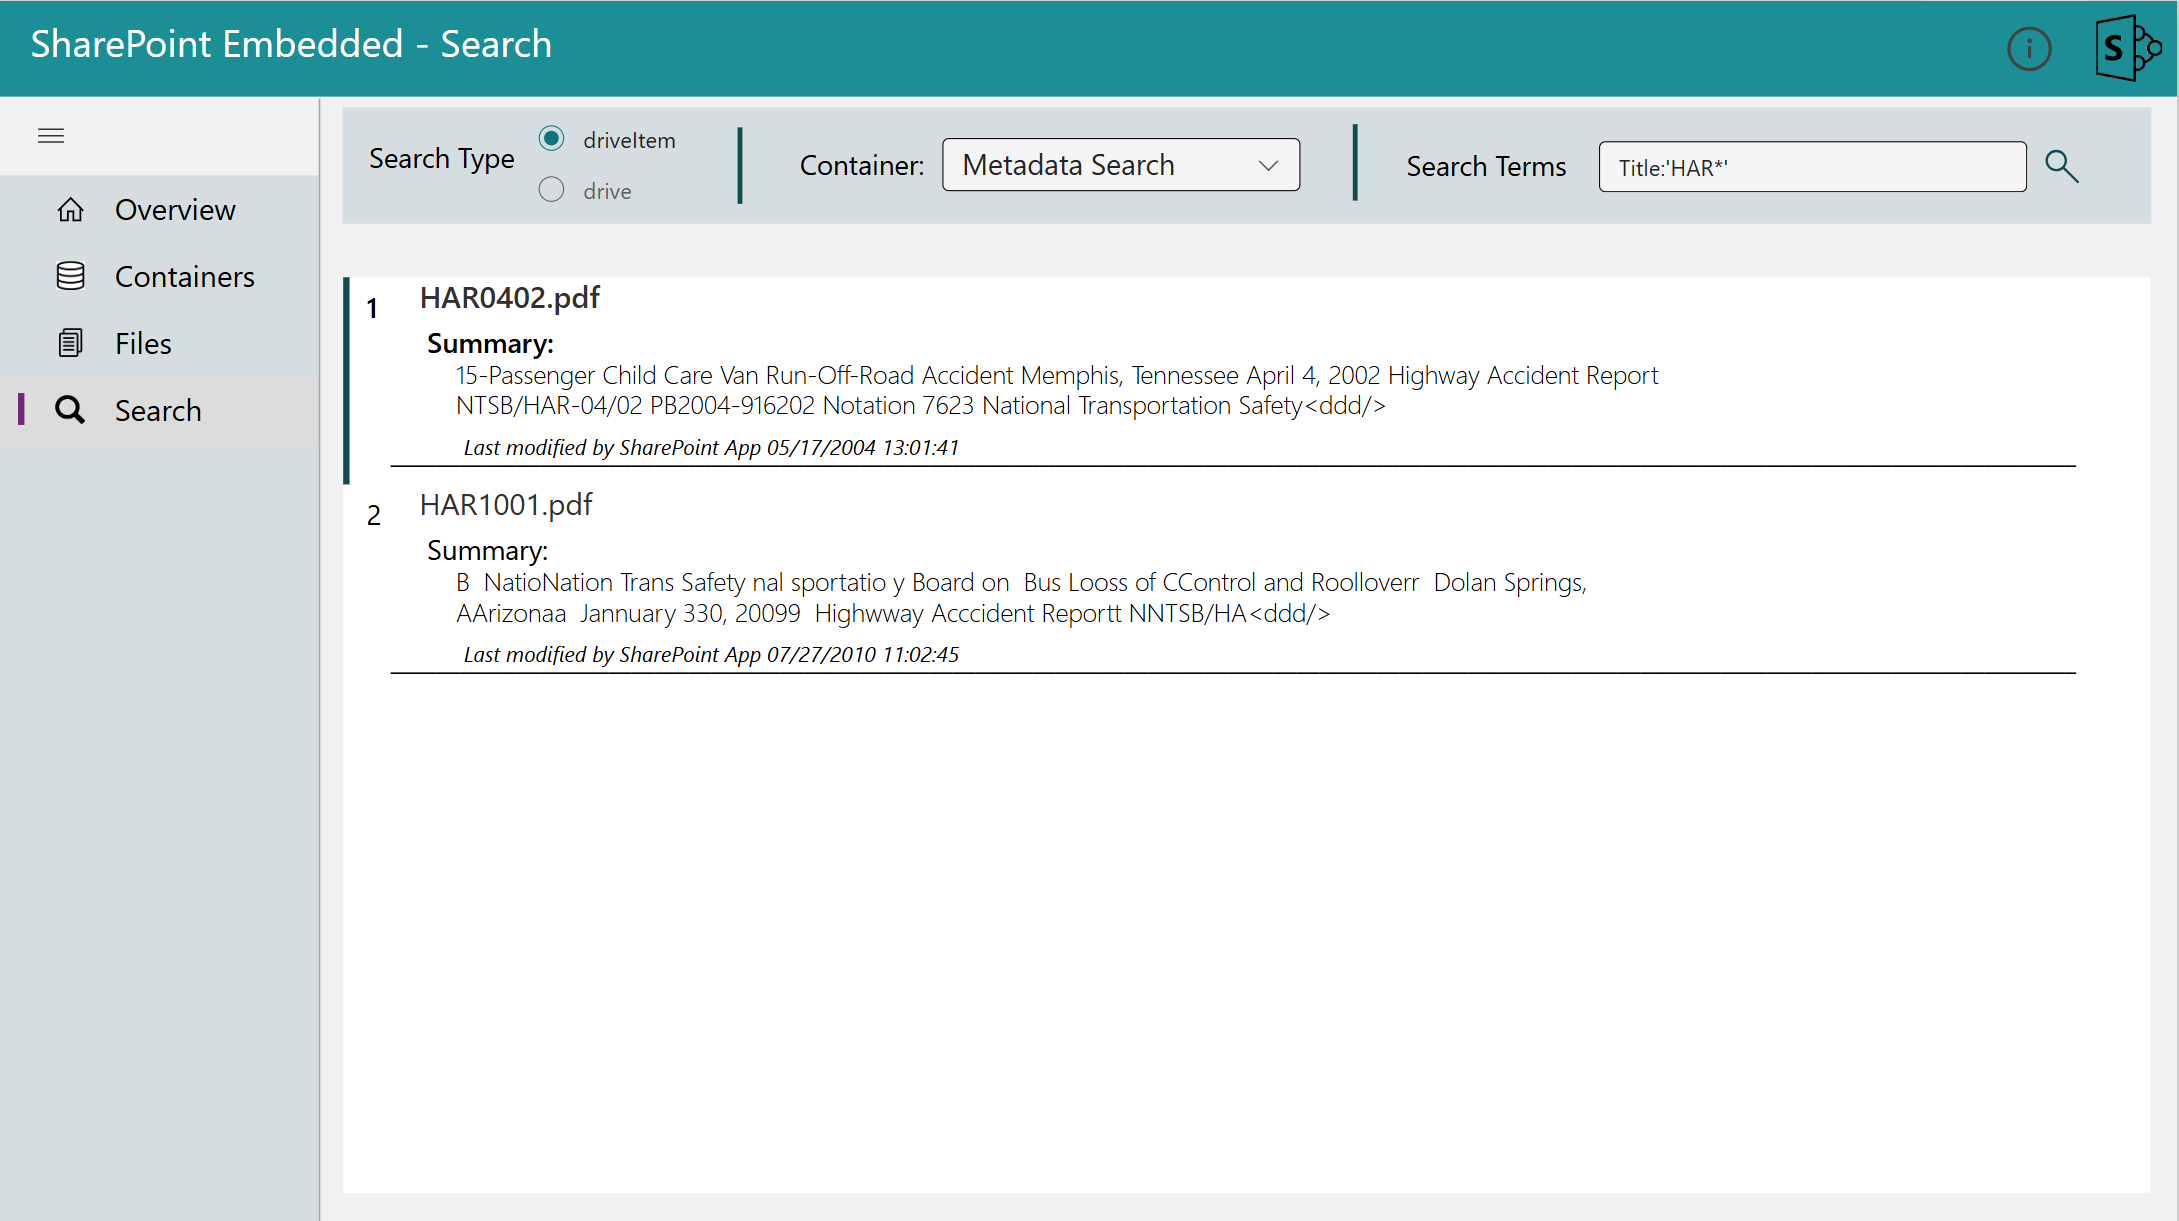 SharePoint Embedded - Search
S
Search Type
driveItem
drive
Container:
Metadata Search
Search Terms
Title:'HAR*'
Overview
Containers
Files
Search
1
HAR0402.pdf
Summary:
15-Passenger Child Care Van Run-Off-Road Accident Memphis, Tennessee April 4, 2002 Highway Accident Report
NTSB/HAR-04/02 PB2004-916202 Notation 7623 National Transportation Safety<ddd/>
Last modified by SharePoint App 05/17/2004 13:01:41
2
HAR1001.pdf
Summary:
B  NatioNation Trans Safety nal sportatio y Board on  Bus Looss of CControl and Roolloverr  Dolan Springs,
AArizonaa  Jannuary 330, 20099  Highwway Acccident Reportt NNTSB/HA<ddd/>
Last modified by SharePoint App 07/27/2010 11:02:45